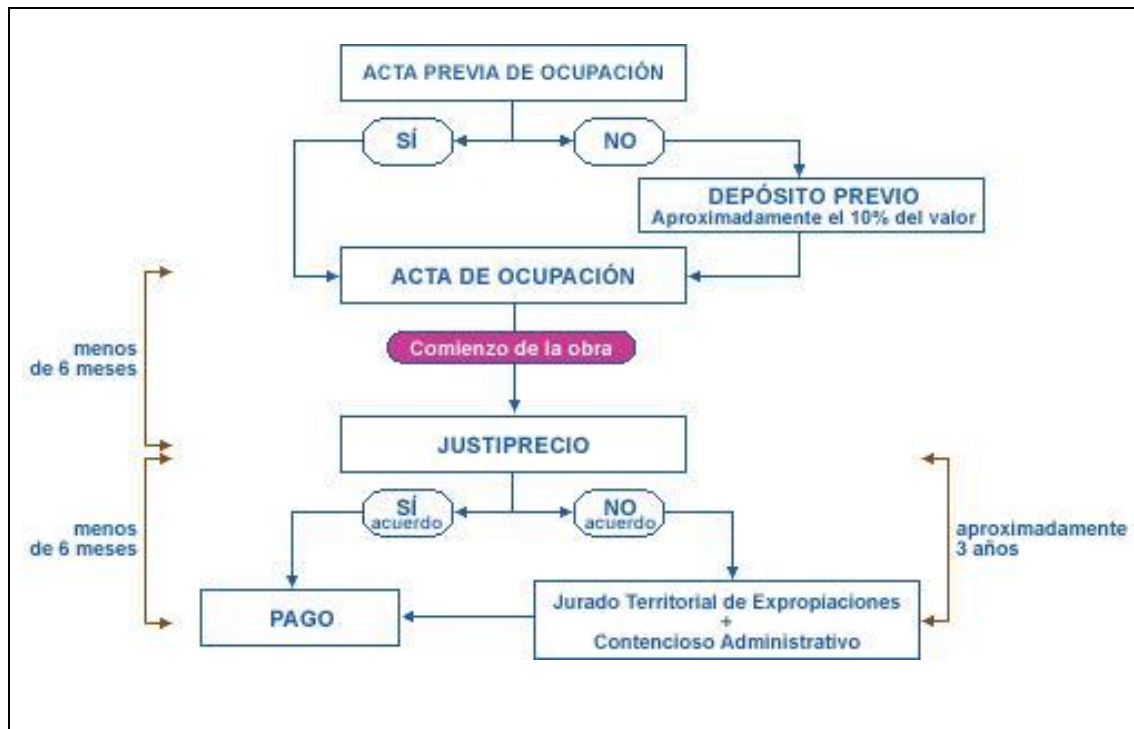 ACTA PREVIA DE OCUPACIÓN
SÍ
NO
DEPÓSITO PREVIO
Aproximadamente el 10% del valor
ACTA DE OCUPACIÓN
Comienzo de la obra
menos
de 6 meses
JUSTIPRECIO
SÍ
acuerdo
NO
acuerdo
menos
de 6 meses
aproximadamente
3 años
PAGO
Jurado Territorial de Expropiaciones
+
Contencioso Administrativo